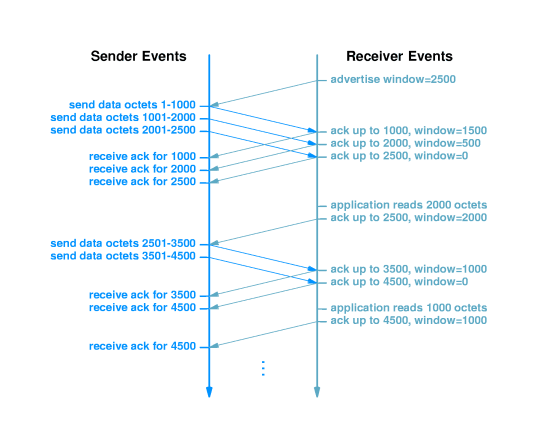 Sender Events
Receiver Events
advertise window=2500
send data octets 1-1000
send data octets 1001-2000
send data octets 2001-2500
ack up to 1000, window=1500
ack up to 2000, window=500
ack up to 2500, window=0
receive ack for 1000
receive ack for 2000
receive ack for 2500
application reads 2000 octets
ack up to 2500, window=2000
send data octets 2501-3500
send data octets 3501-4500
ack up to 3500, window=1000
ack up to 4500, window=0
receive ack for 3500
receive ack for 4500
application reads 1000 octets
ack up to 4500, window=1000
receive ack for 4500